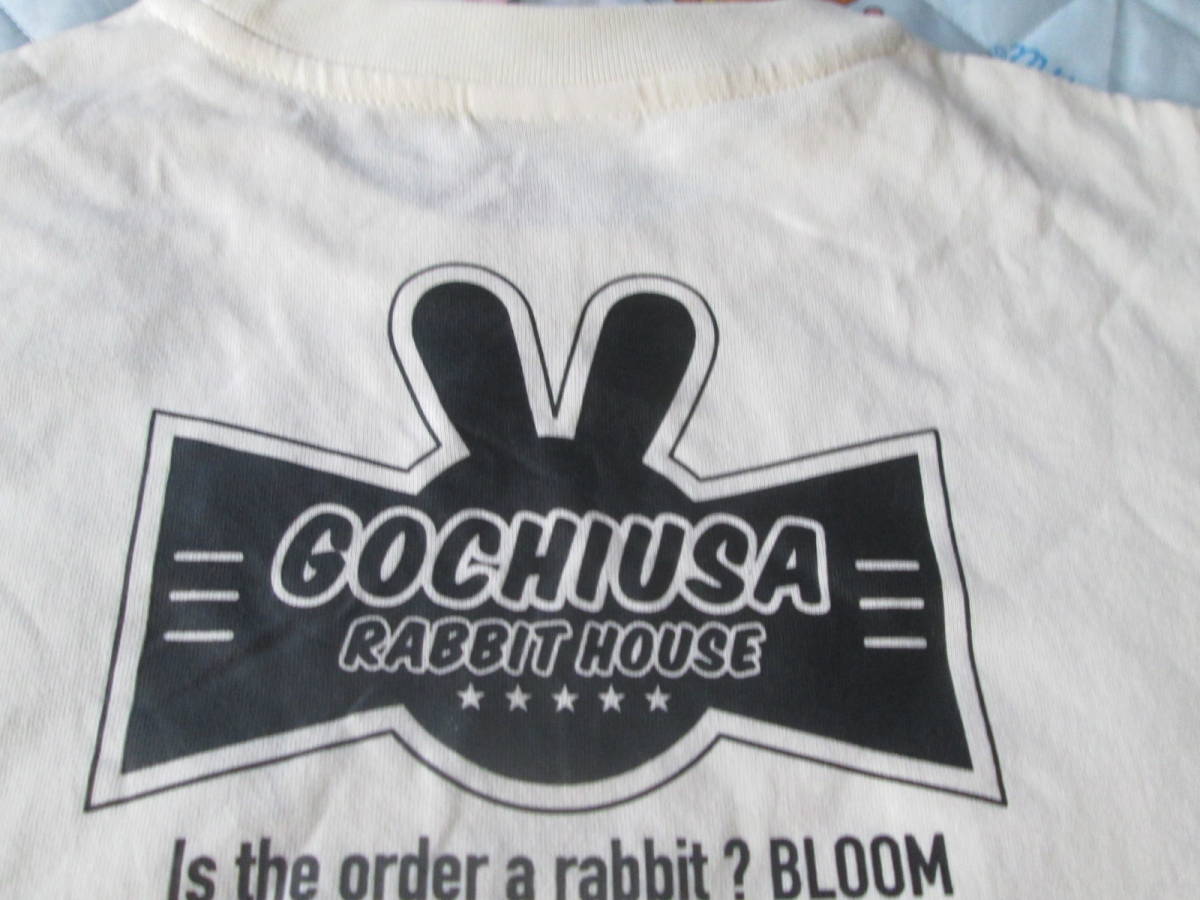 GOCHIUSA
RABBIT HOUSE
Is the order a rabbit ? BLOOM